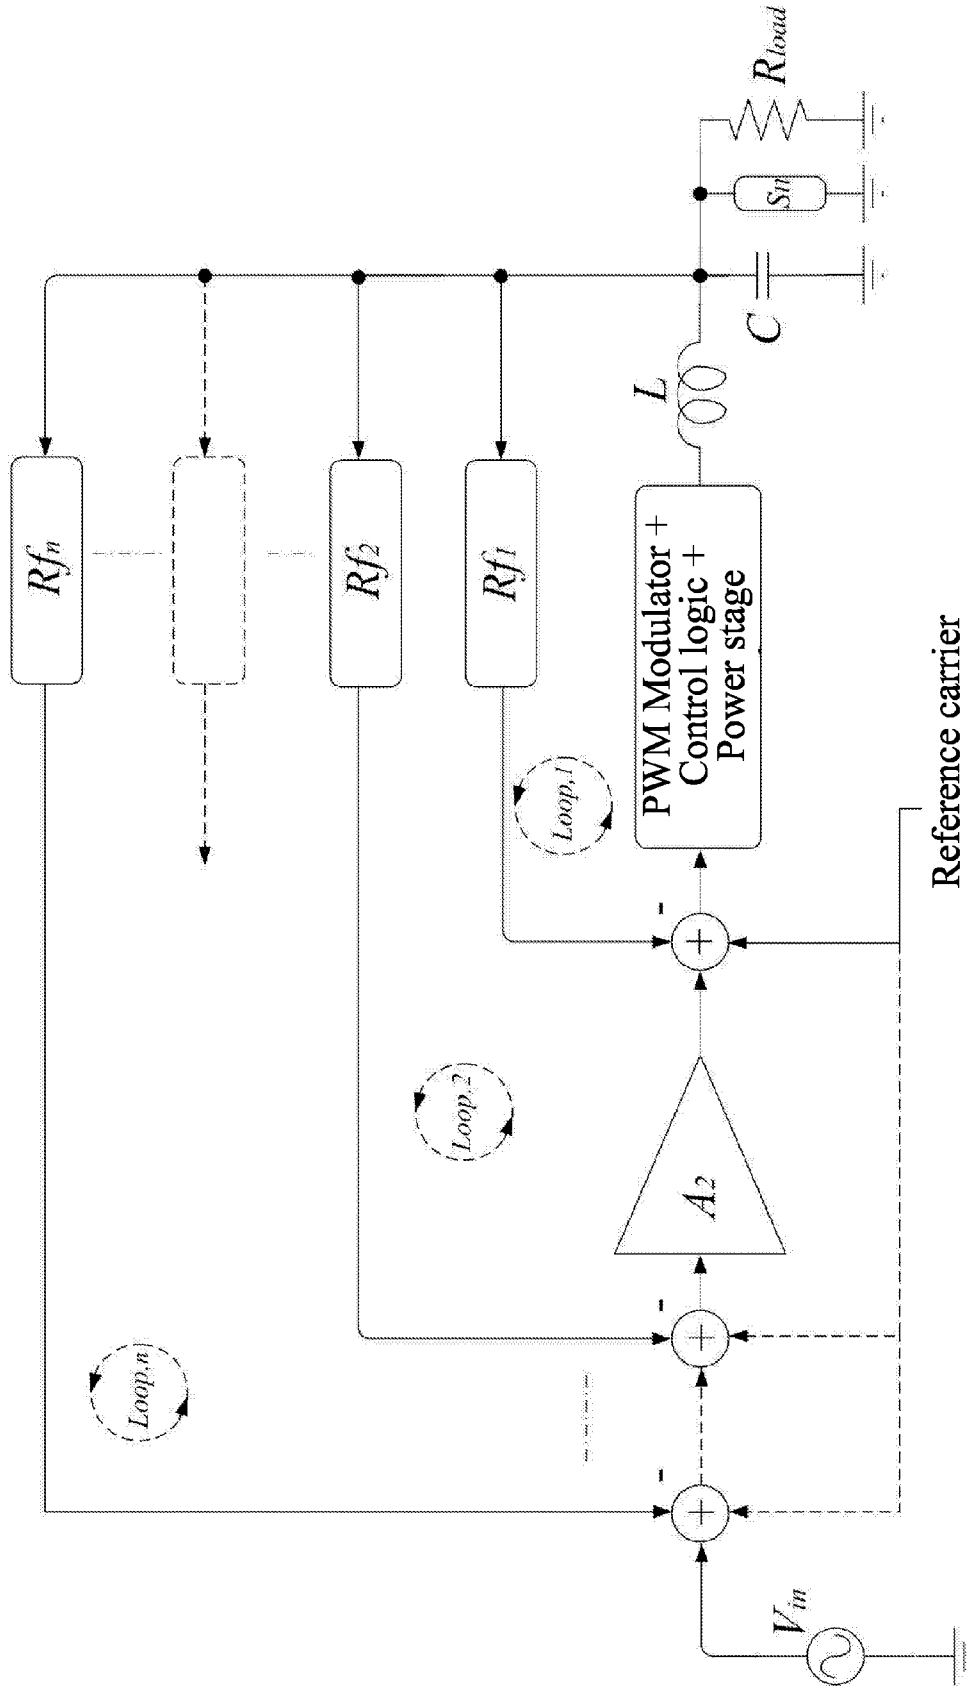 Rfn
Rf2
Rf1
Loop,n
Loop,2
Loop,1
Vin
+
-
+
-
A2
+
-
PWM Modulator +
Control logic +
Power stage
L
C
Sn
Rload
Reference carrier